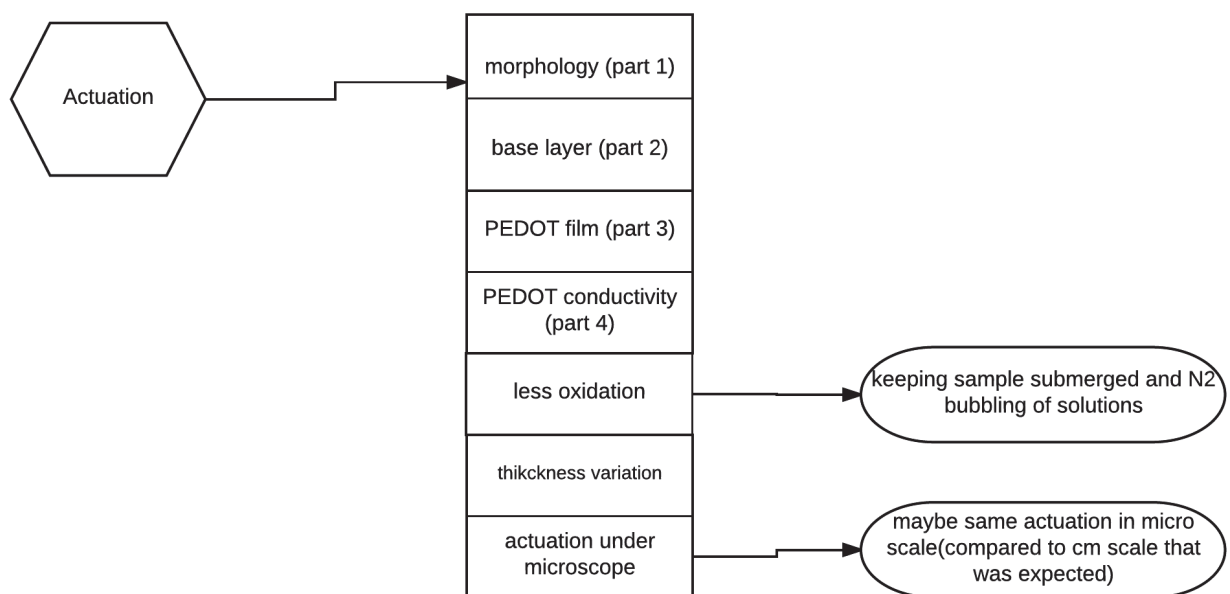 Actuation
morphology (part 1)
base layer (part 2)
PEDOT film (part 3)
PEDOT conductivity
(part 4)
less oxidation
keeping sample submerged and N2
bubbling of solutions
thikckness variation
actuation under
microscope
maybe same actuation in micro
scale(compared to cm scale that
was expected)